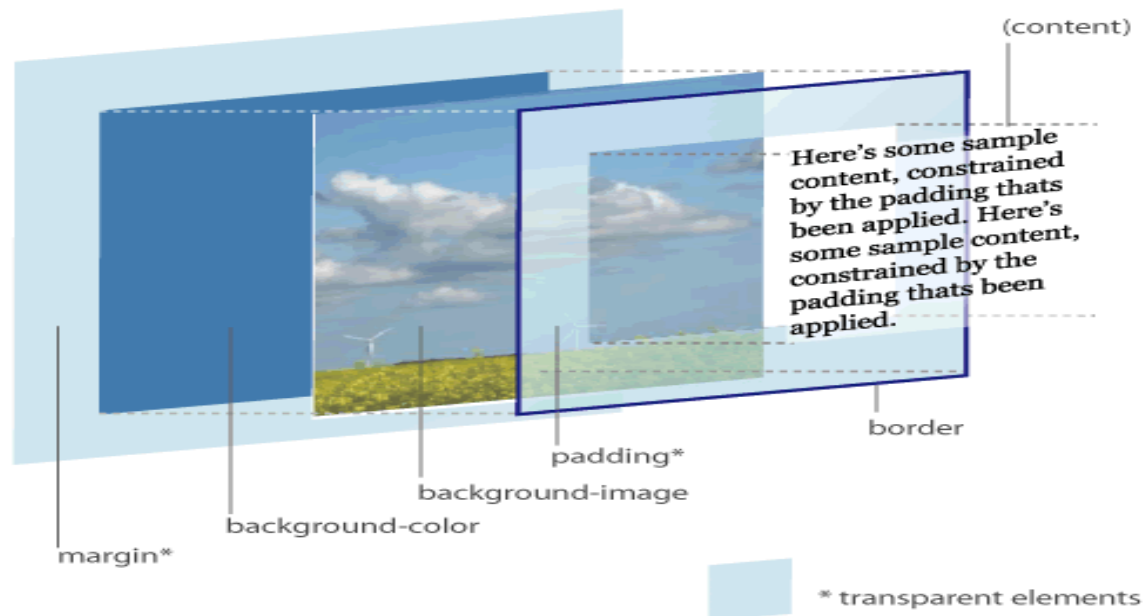 (content)
Here's some sample
content, constrained
by the padding thats
been applied. Here's
some sample content,
constrained by the
padding thats been
applied.
border
padding*
background-image
background-color
margin*
* transparent elements